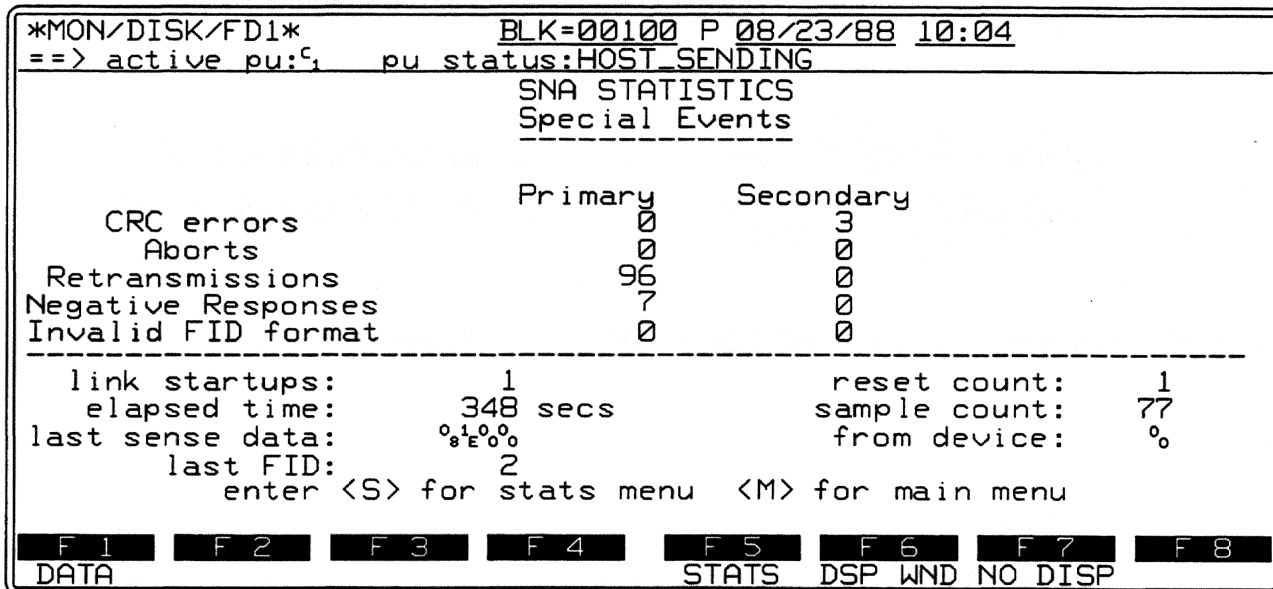 *MON/DISK/FD1* BLK=00100 P 08/23/88 10:04
==> active pu:C1 pu status:HOST_SENDING
SNA STATISTICS
Special Events
Primary Secondary
CRC errors 0 3
Aborts 0 0
Retransmissions 96 0
Negative Responses 7 0
Invalid FID format 0 0
link startups: 1 reset count: 1
elapsed time: 348 secs sample count: 77
last sense data: 081E0000 from device: 00
last FID: 2
enter <S> for stats menu <M> for main menu
F 1 F 2 F 3 F 4 F 5 F 6 F 7 F 8
DATA STATS DSP WND NO DISP